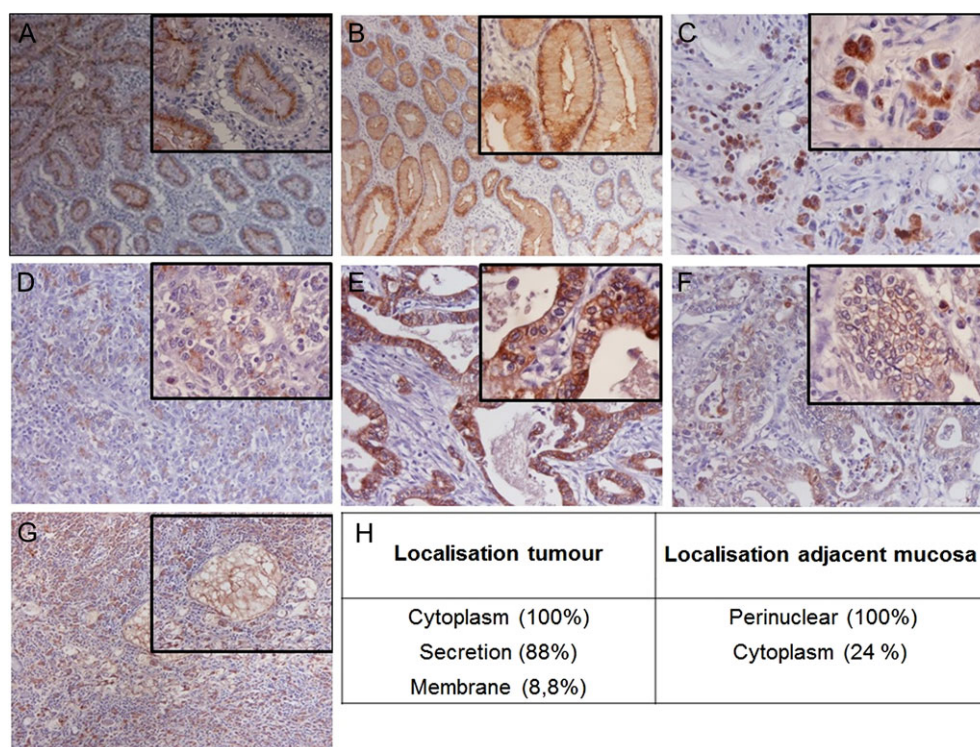 A
B
C
D
E
F
G
H
Localisation tumour
Localisation adjacent mucosa
Cytoplasm (100%)
Perinuclear (100%)
Secretion (88%)
Cytoplasm (24 %)
Membrane (8,8%)